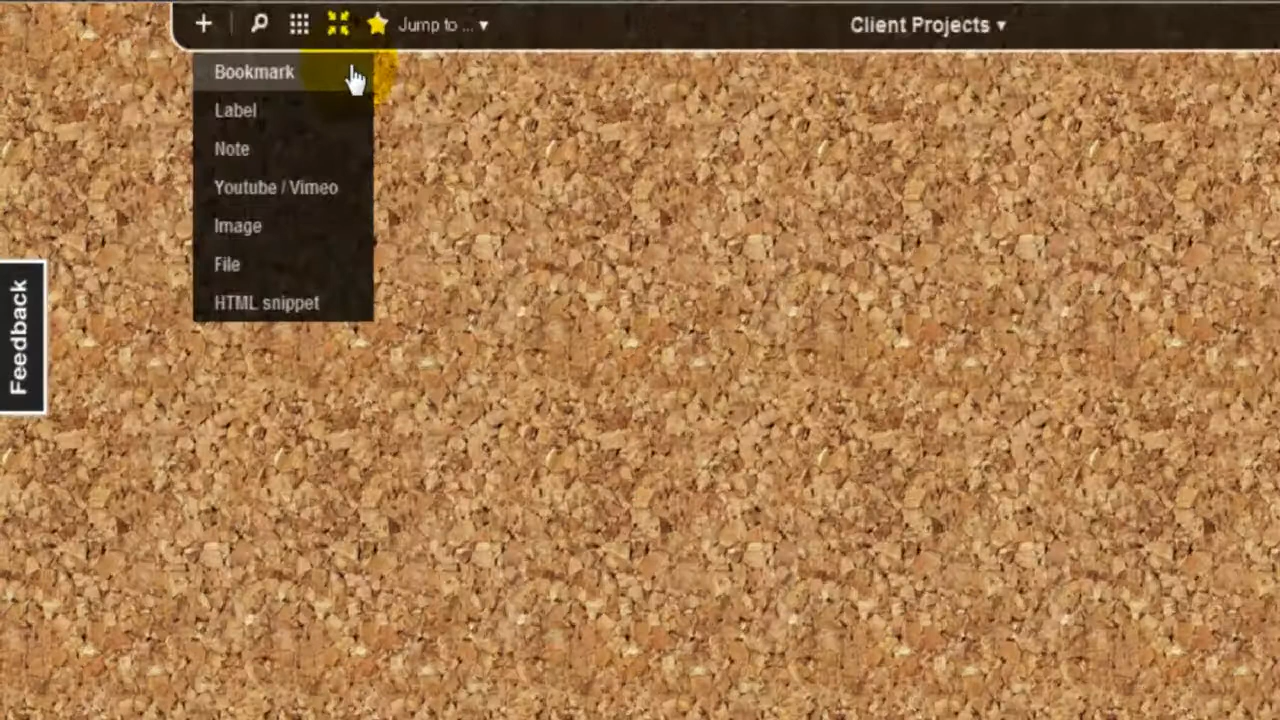 Jump to ... ▾
Client Projects ▾
Bookmark
Label
Note
Youtube / Vimeo
Image
File
HTML snippet
Feedback